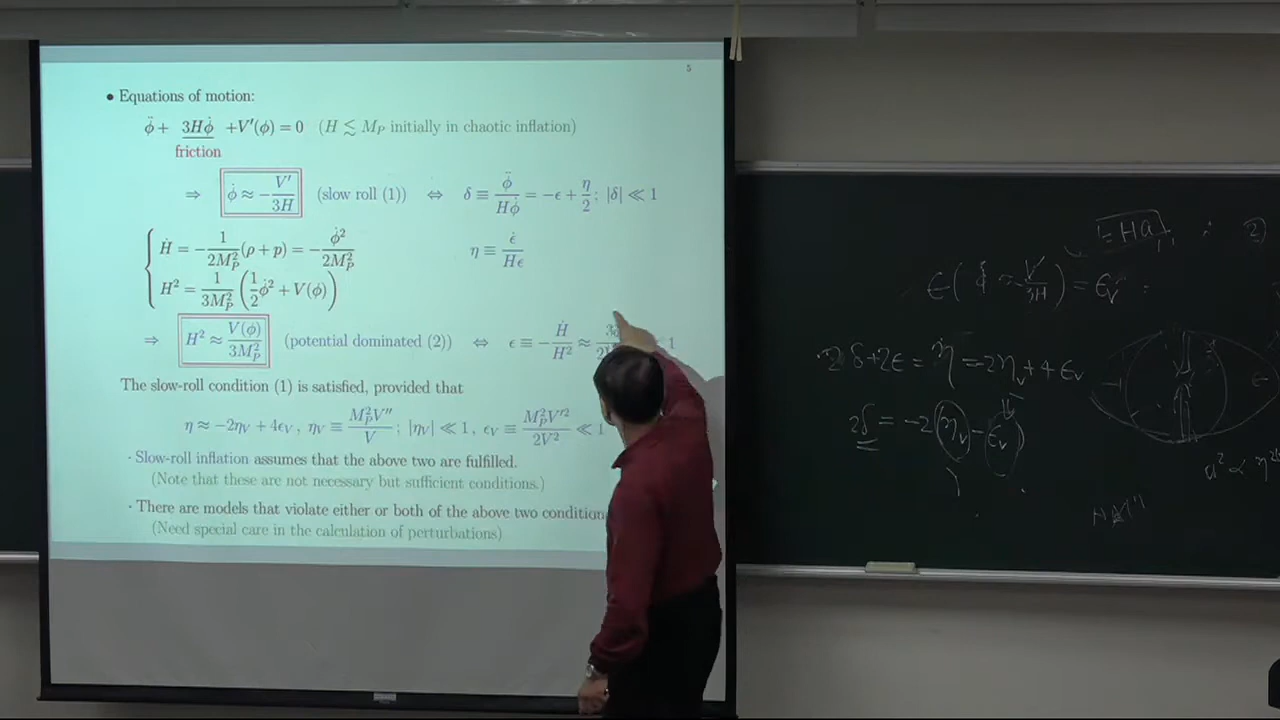 5
• Equations of motion:
φ̈ + 3Hφ̇ +V′(φ) = 0 (H ≲ M_P initially in chaotic inflation)
friction
⇒ φ̇ ≈ −V′/3H (slow roll (1)) ⇔ δ ≡ φ̈/Hφ̇ = −ϵ + η/2; |δ| ≪ 1
Ḣ = −1/2M_P²(ρ + p) = −φ̇²/2M_P² η ≡ ϵ̇/Hϵ
H² = 1/3M_P²(1/2φ̇² + V(φ))
⇒ H² ≈ V(φ)/3M_P² (potential dominated (2)) ⇔ ϵ ≡ −Ḣ/H² ≈ 1
The slow-roll condition (1) is satisfied, provided that
η ≈ −2η_V + 4ϵ_V , η_V ≡ M_P²V″/V; |η_V| ≪ 1, ϵ_V ≡ M_P²V′²/2V² ≪ 1
· Slow-roll inflation assumes that the above two are fulfilled.
(Note that these are not necessary but sufficient conditions.)
· There are models that violate either or both of the above two condition
(Need special care in the calculation of perturbations)
2)
) = ϵ_V
2δ+2ϵ = η = 2η_V + 4ϵ_V
2δ = −2(η_V − ϵ_V)
a² ∝ η²